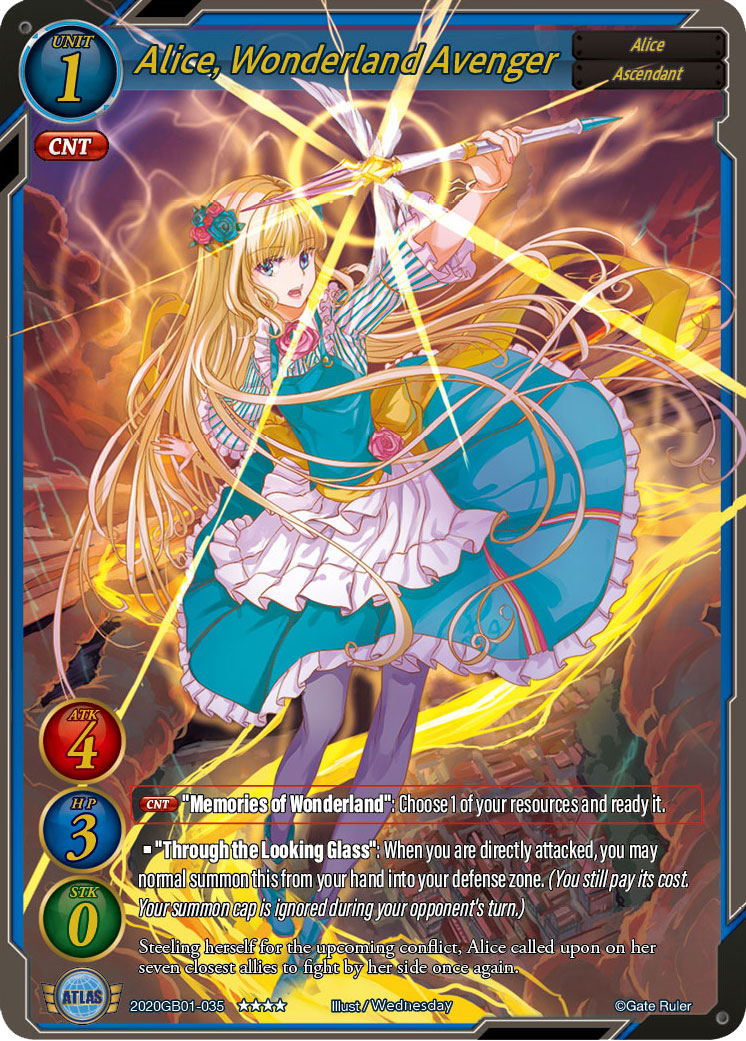 UNIT
1
Alice, Wonderland Avenger
Alice
Ascendant
CNT
ATK
4
HP
3
STK
0
CNT "Memories of Wonderland": Choose 1 of your resources and ready it.
▪ "Through the Looking Glass": When you are directly attacked, you may
normal summon this from your hand into your defense zone. (You still pay its cost.
Your summon cap is ignored during your opponent's turn.)
Steeling herself for the upcoming conflict, Alice called upon on her
seven closest allies to fight by her side once again.
ATLAS
2020GB01-035 ★★★★ Illust/Wednesday ©Gate Ruler